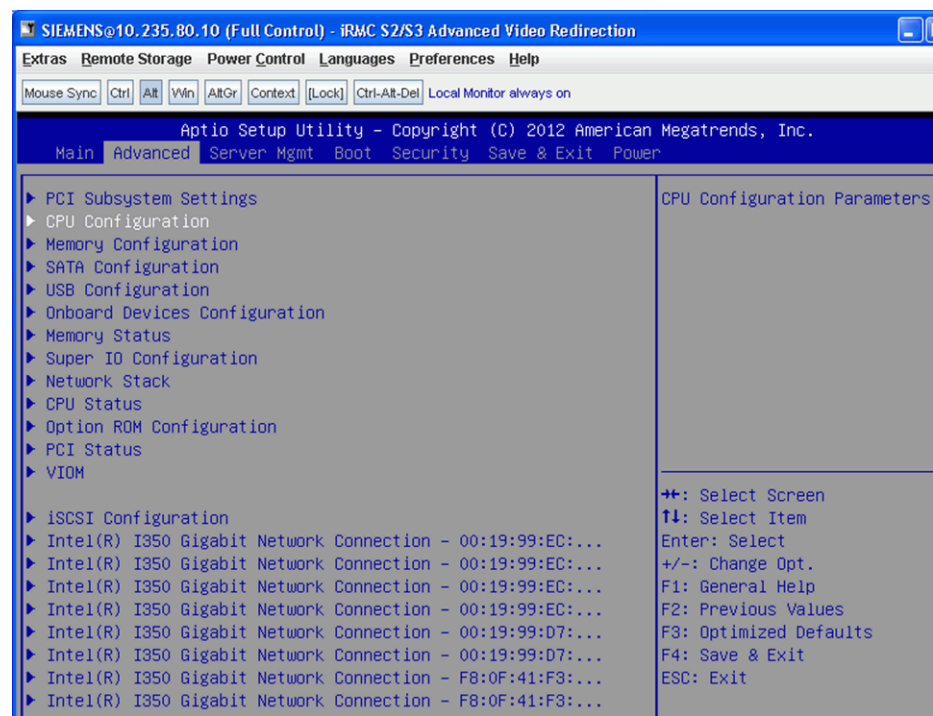 SIEMENS@10.235.80.10 (Full Control) - iRMC S2/S3 Advanced Video Redirection
Extras Remote Storage Power Control Languages Preferences Help
Mouse Sync Ctrl Alt Win AltGr Context [Lock] Ctrl-Alt-Del Local Monitor always on
Aptio Setup Utility – Copyright (C) 2012 American Megatrends, Inc.
Main Advanced Server Mgmt Boot Security Save & Exit Power
PCI Subsystem Settings
CPU Configuration
Memory Configuration
SATA Configuration
USB Configuration
Onboard Devices Configuration
Memory Status
Super IO Configuration
Network Stack
CPU Status
Option ROM Configuration
PCI Status
VIOM
iSCSI Configuration
Intel(R) I350 Gigabit Network Connection – 00:19:99:EC:...
Intel(R) I350 Gigabit Network Connection – 00:19:99:EC:...
Intel(R) I350 Gigabit Network Connection – 00:19:99:EC:...
Intel(R) I350 Gigabit Network Connection – 00:19:99:EC:...
Intel(R) I350 Gigabit Network Connection – 00:19:99:D7:...
Intel(R) I350 Gigabit Network Connection – 00:19:99:D7:...
Intel(R) I350 Gigabit Network Connection – F8:0F:41:F3:...
Intel(R) I350 Gigabit Network Connection – F8:0F:41:F3:...
CPU Configuration Parameters
→←: Select Screen
↑↓: Select Item
Enter: Select
+/-: Change Opt.
F1: General Help
F2: Previous Values
F3: Optimized Defaults
F4: Save & Exit
ESC: Exit